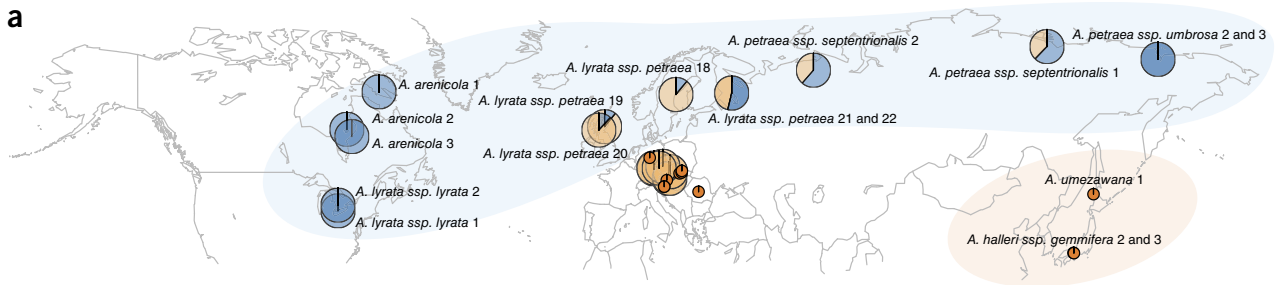 a
A. petraea ssp. umbrosa 2 and 3
A. petraea ssp. septentrionalis 2
A. lyrata ssp. petraea 18
A. petraea ssp. septentrionalis 1
A. arenicola 1
A. lyrata ssp. petraea 19
A. arenicola 2
A. lyrata ssp. petraea 21 and 22
A. arenicola 3
A. lyrata ssp. petraea 20
A. umezawana 1
A. lyrata ssp. lyrata 2
A. lyrata ssp. lyrata 1
A. halleri ssp. gemmifera 2 and 3